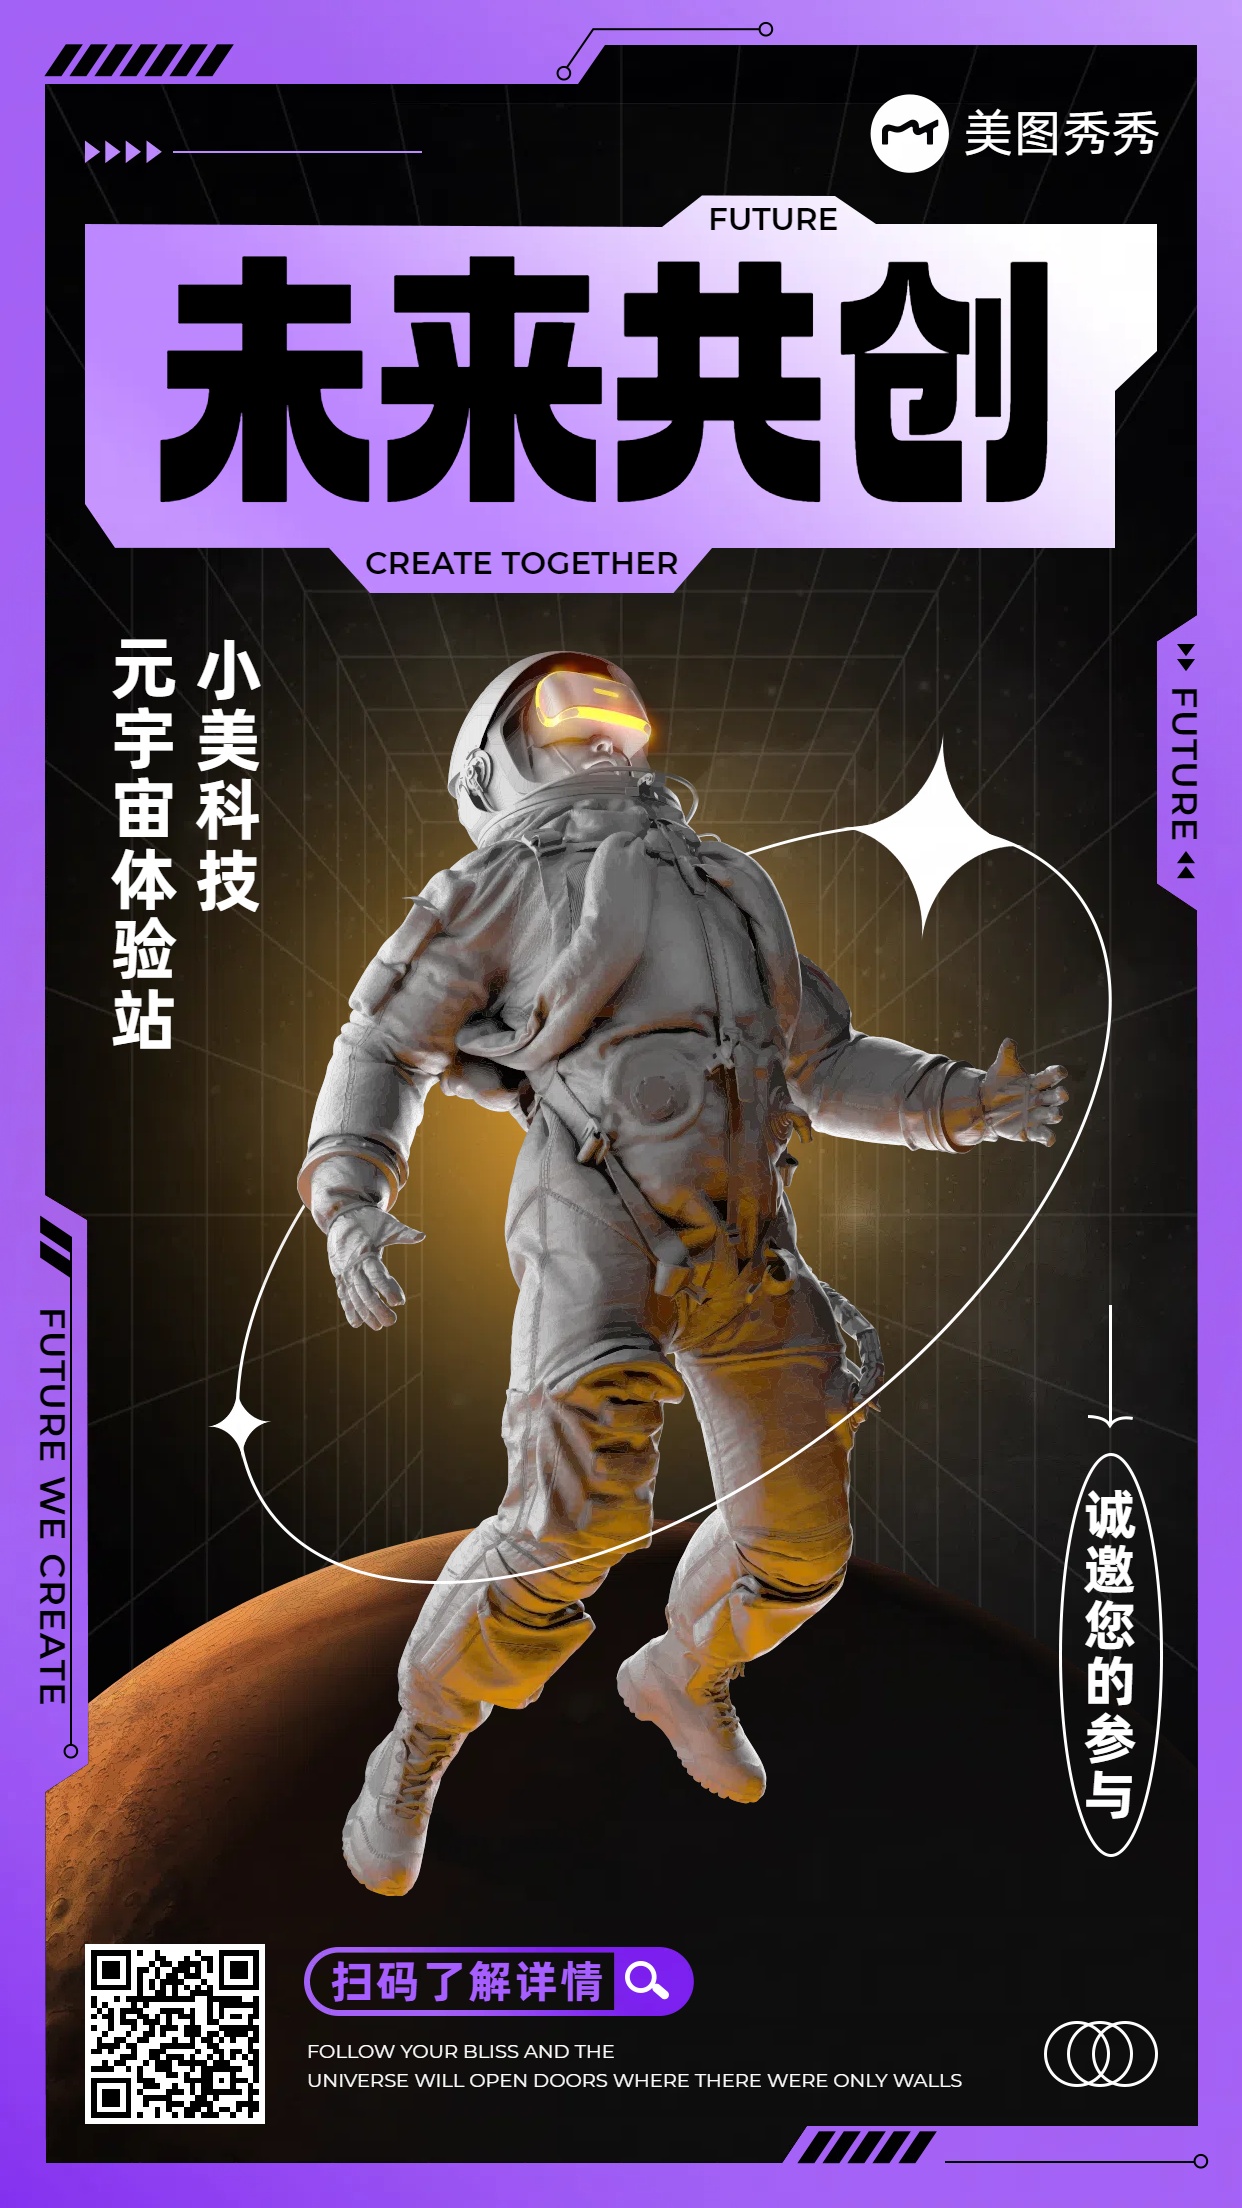 美图秀秀
FUTURE
未来共创
CREATE TOGETHER
小美科技
元宇宙体验站
FUTURE
FUTURE WE CREATE
诚邀您的参与
扫码了解详情
FOLLOW YOUR BLISS AND THE
UNIVERSE WILL OPEN DOORS WHERE THERE WERE ONLY WALLS